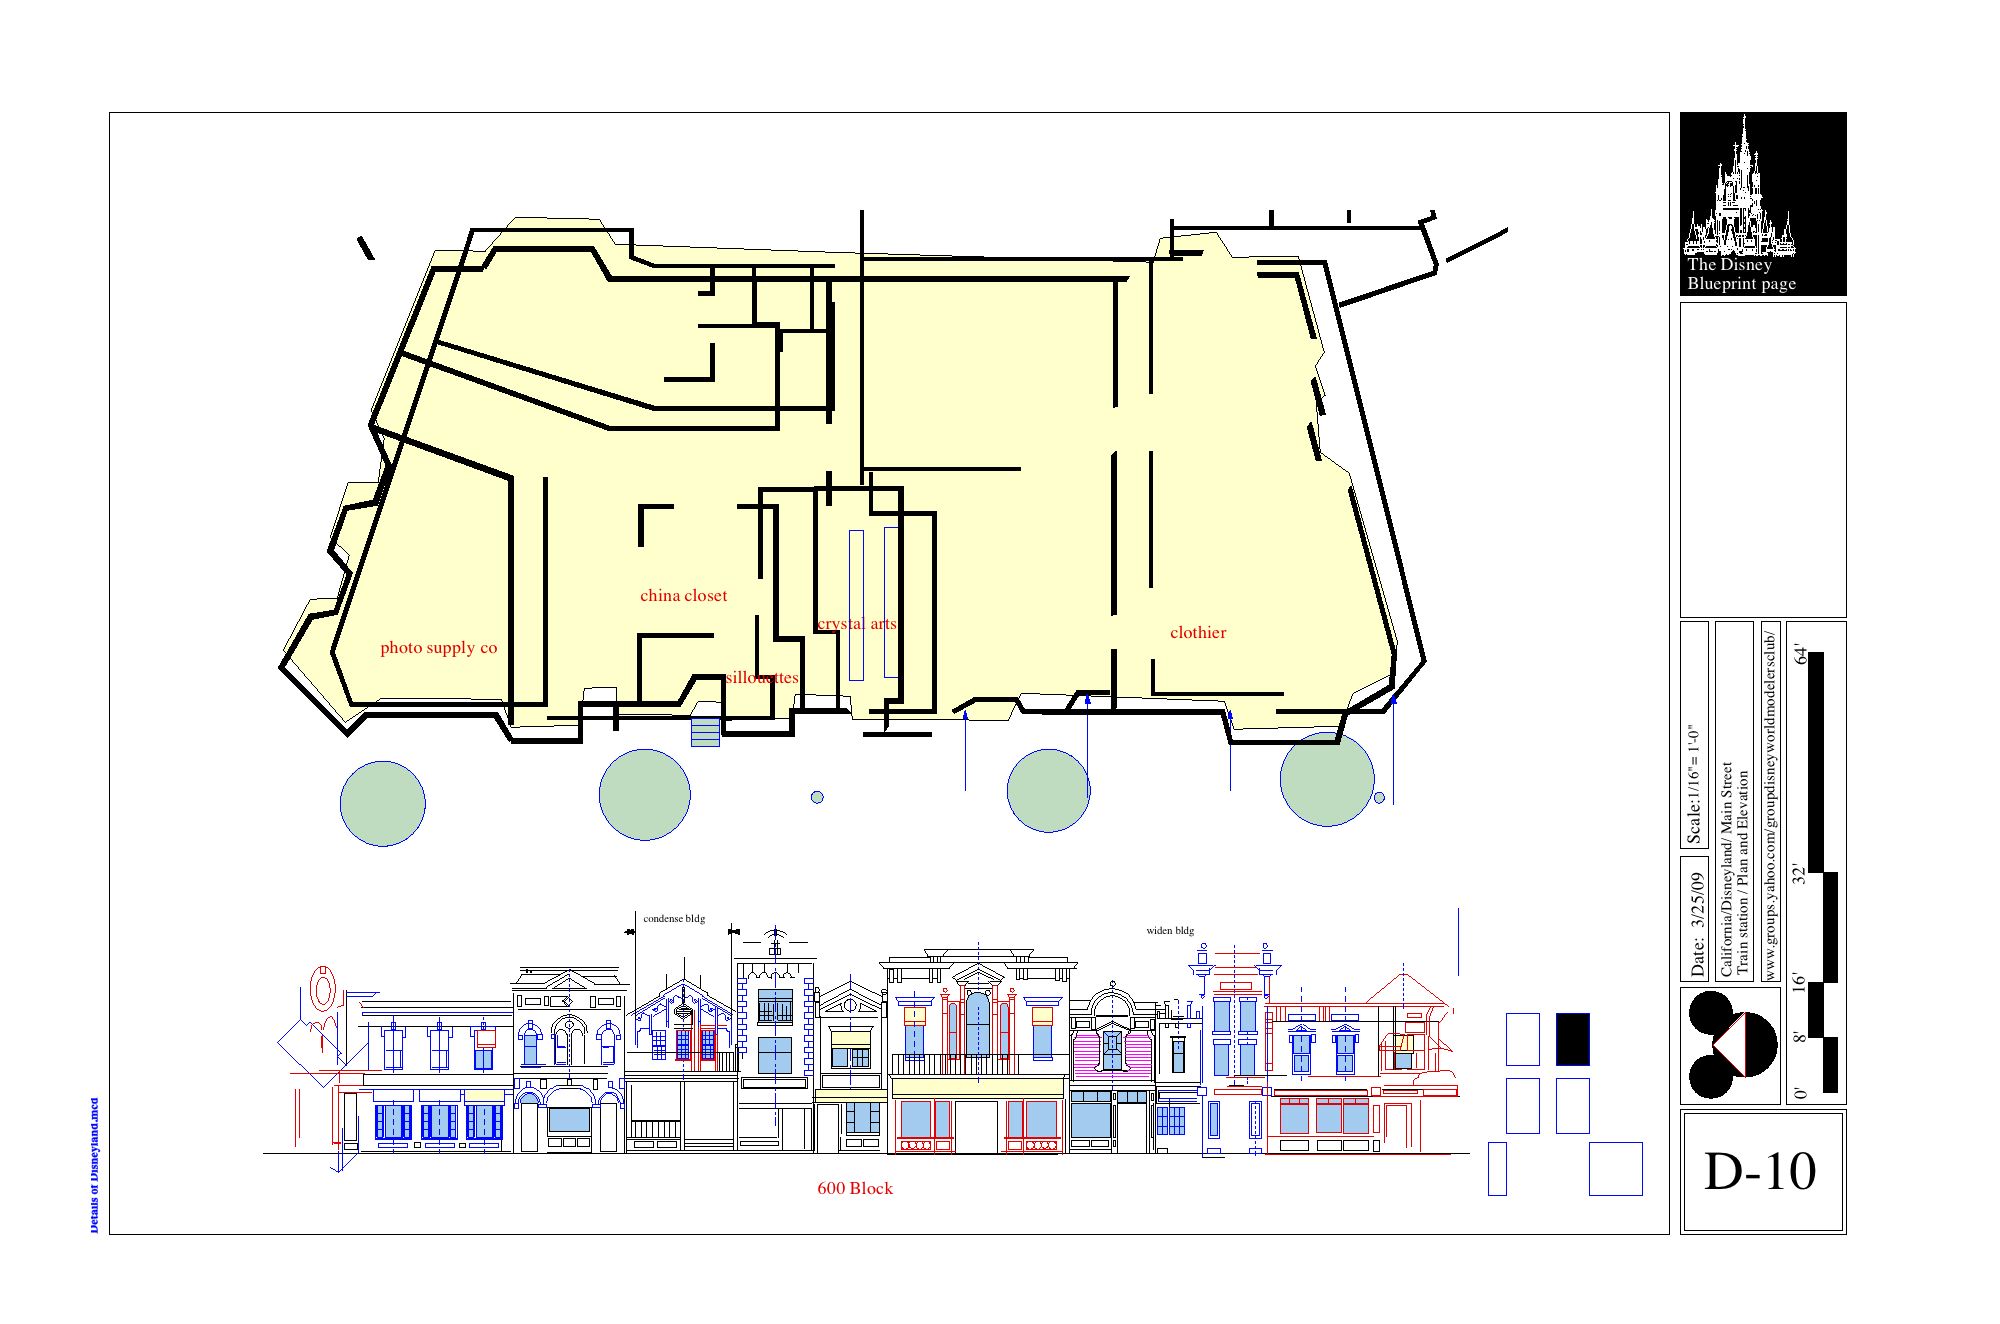 The Disney
Blueprint page
china closet
crystal arts
photo supply co
clothier
sillouettes
condense bldg
widen bldg
600 Block
Details of Disneyland.mcd
Scale:1/16"= 1'-0"
Date: 3/25/09
California/Disneyland/ Main Street
Train station / Plan and Elevation
www.groups.yahoo.com/groupdisneyworldmodelersclub/
64'
32'
16'
8'
0'
D-10